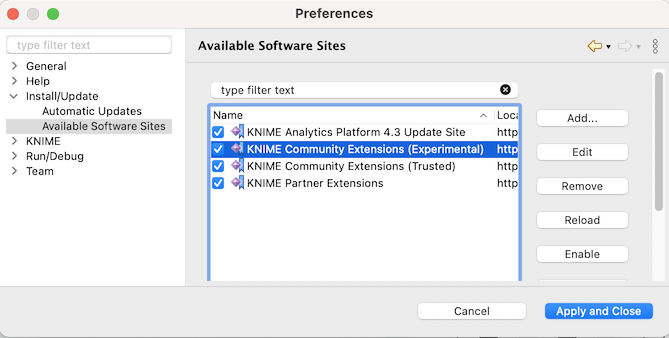 Preferences
type filter text
General
Help
Install/Update
Automatic Updates
Available Software Sites
KNIME
Run/Debug
Team
Available Software Sites
type filter text
Name Loca
KNIME Analytics Platform 4.3 Update Site http
KNIME Community Extensions (Experimental) http
KNIME Community Extensions (Trusted) http
KNIME Partner Extensions http
Add...
Edit
Remove
Reload
Enable
Cancel
Apply and Close